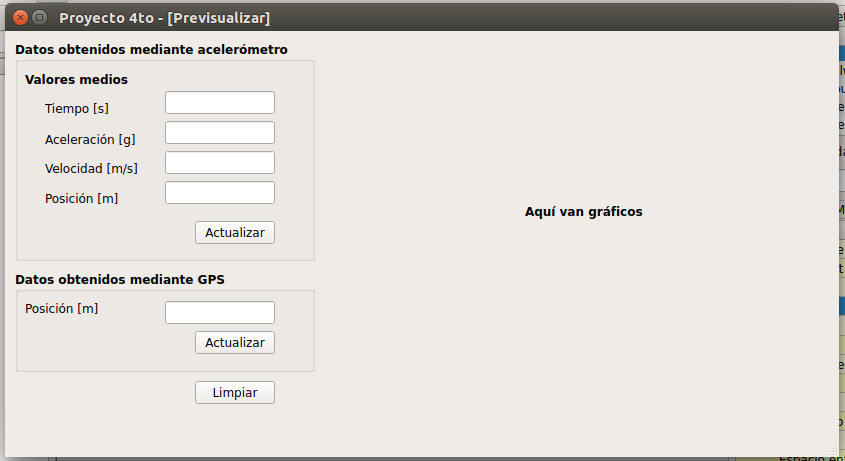 Proyecto 4to - [Previsualizar]
Datos obtenidos mediante acelerómetro
Valores medios
Tiempo [s]
Aceleración [g]
Velocidad [m/s]
Posición [m]
Actualizar
Aquí van gráficos
Datos obtenidos mediante GPS
Posición [m]
Actualizar
Limpiar